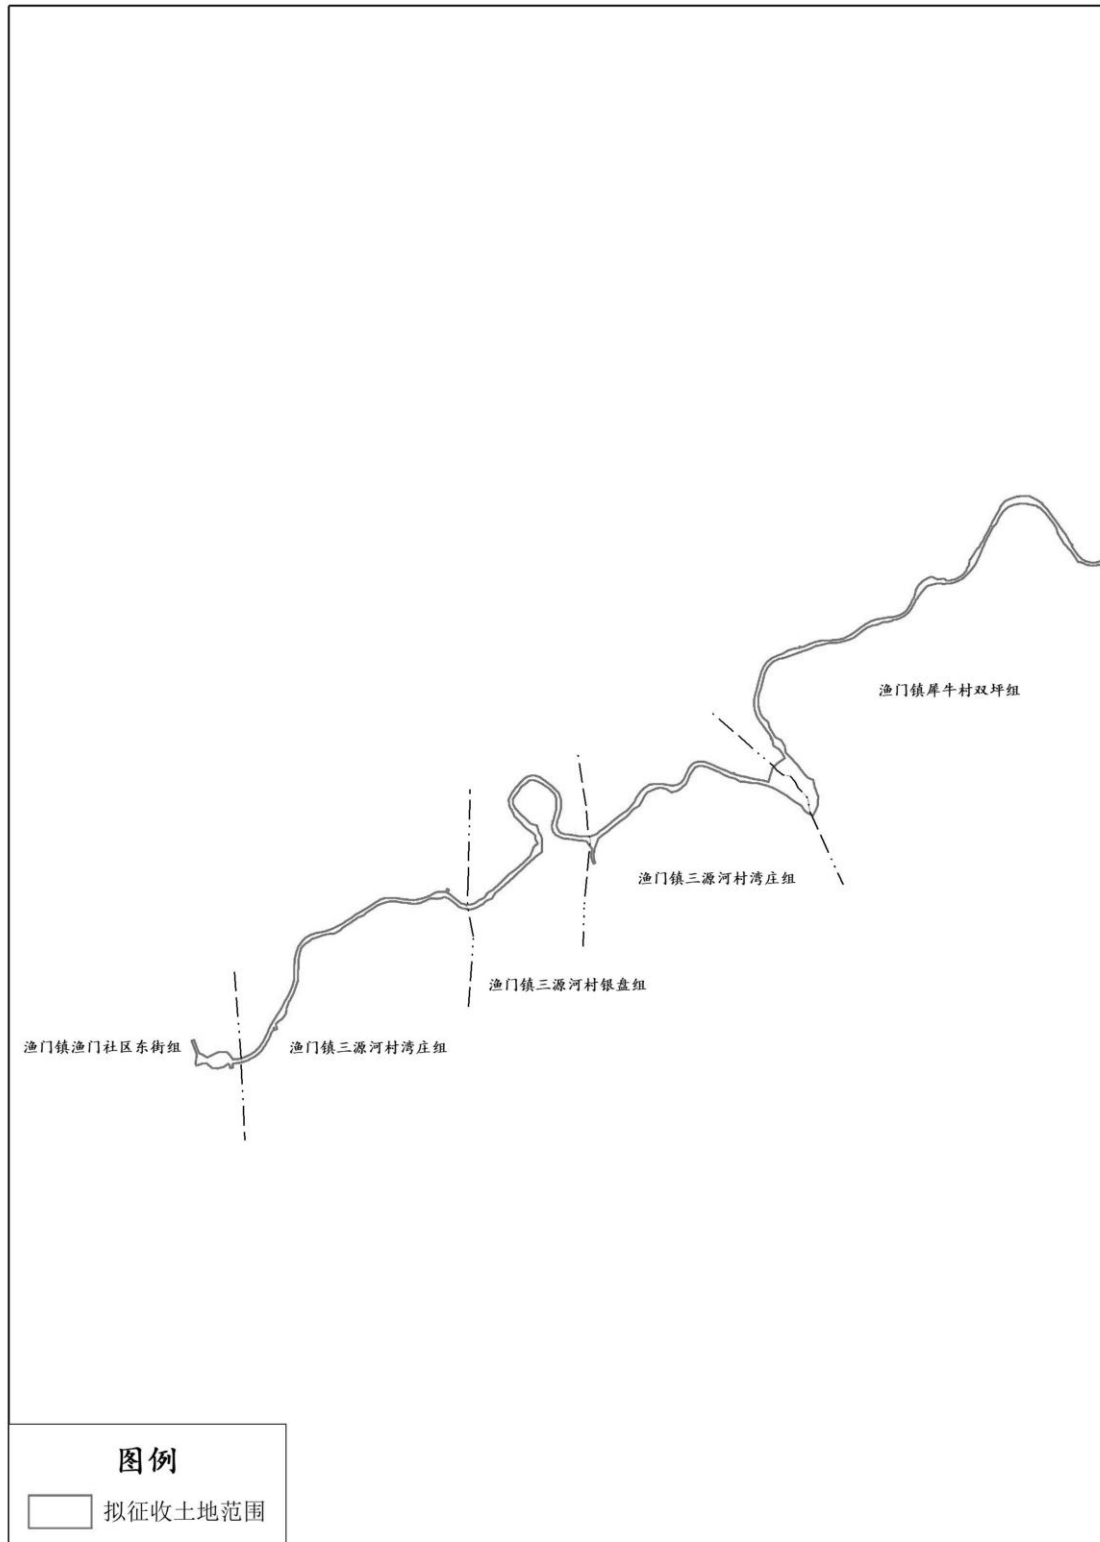 渔门镇犀牛村双坪组
渔门镇三源河村湾庄组
渔门镇三源河村银盘组
渔门镇渔门社区东街组
渔门镇三源河村湾庄组
图例
拟征收土地范围